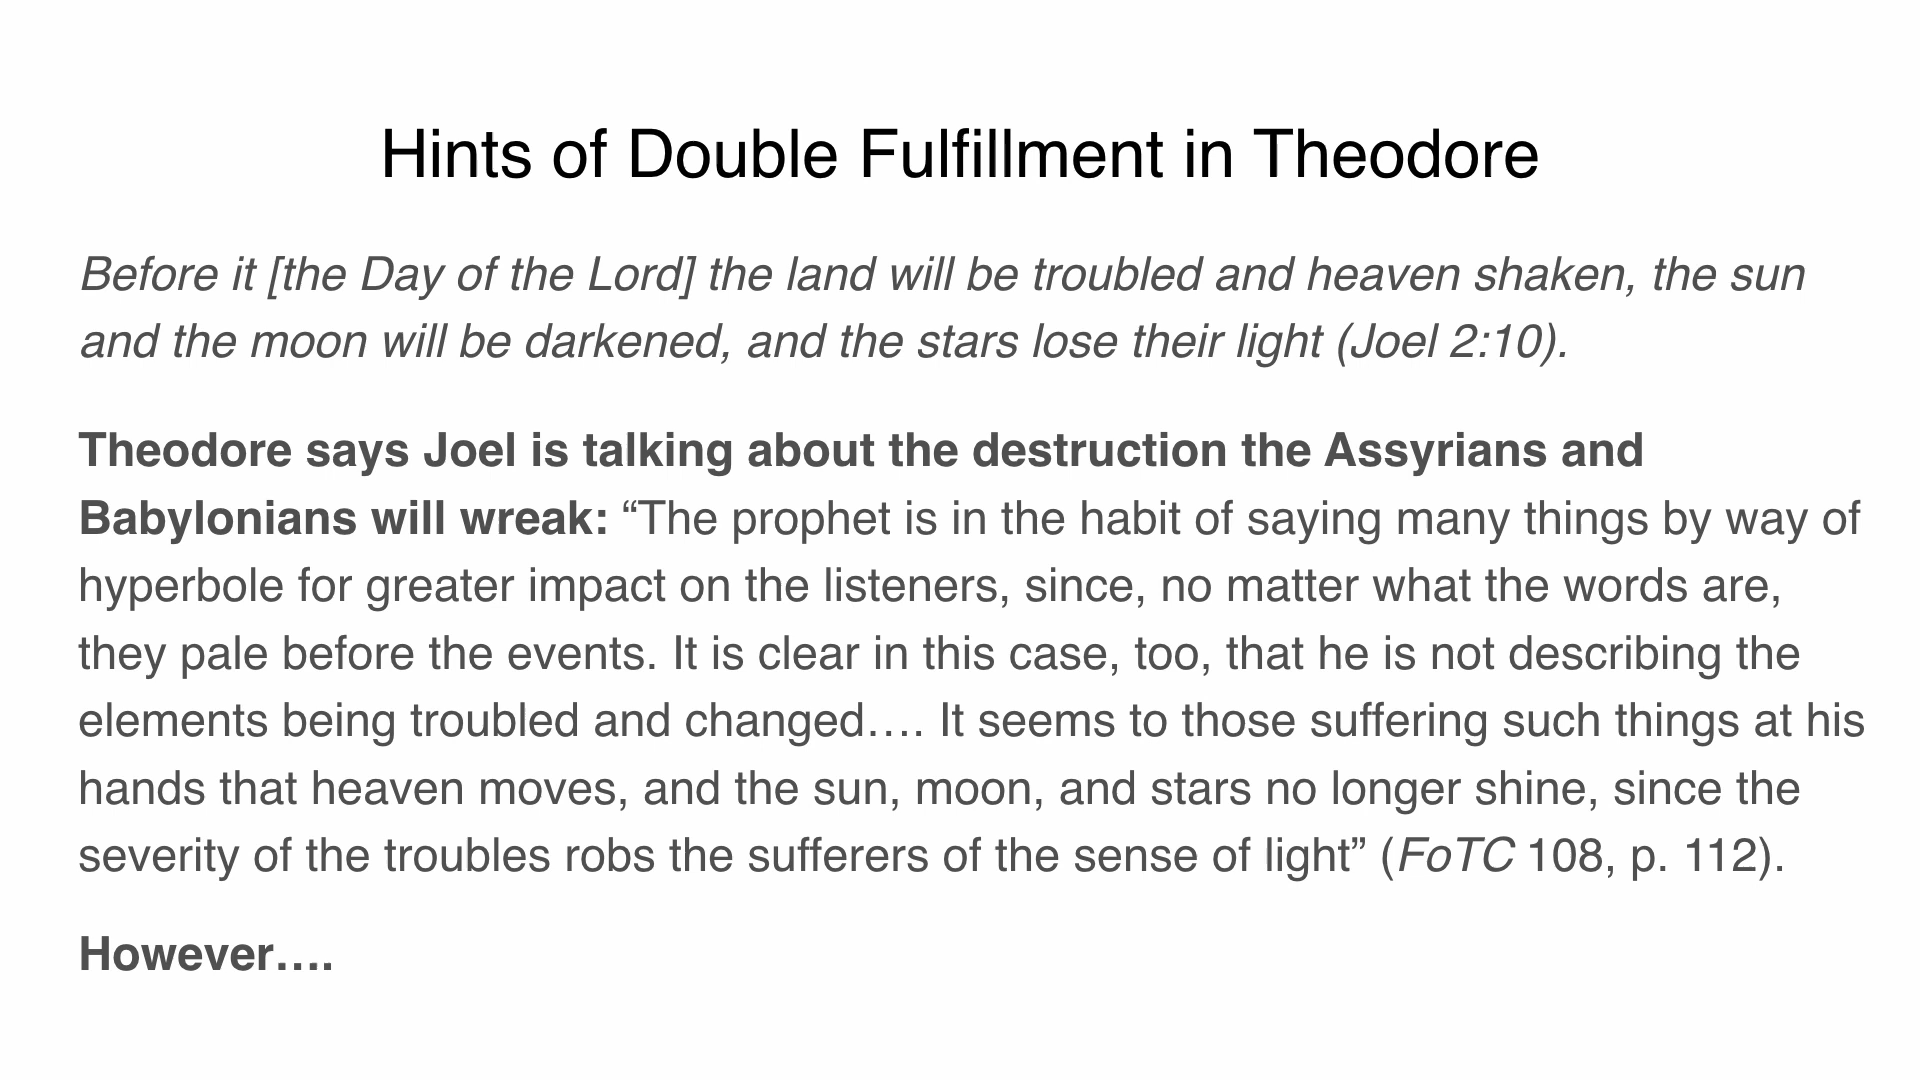 Hints of Double Fulfillment in Theodore
Before it [the Day of the Lord] the land will be troubled and heaven shaken, the sun
and the moon will be darkened, and the stars lose their light (Joel 2:10).
Theodore says Joel is talking about the destruction the Assyrians and
Babylonians will wreak: “The prophet is in the habit of saying many things by way of
hyperbole for greater impact on the listeners, since, no matter what the words are,
they pale before the events. It is clear in this case, too, that he is not describing the
elements being troubled and changed…. It seems to those suffering such things at his
hands that heaven moves, and the sun, moon, and stars no longer shine, since the
severity of the troubles robs the sufferers of the sense of light” (FoTC 108, p. 112).
However….